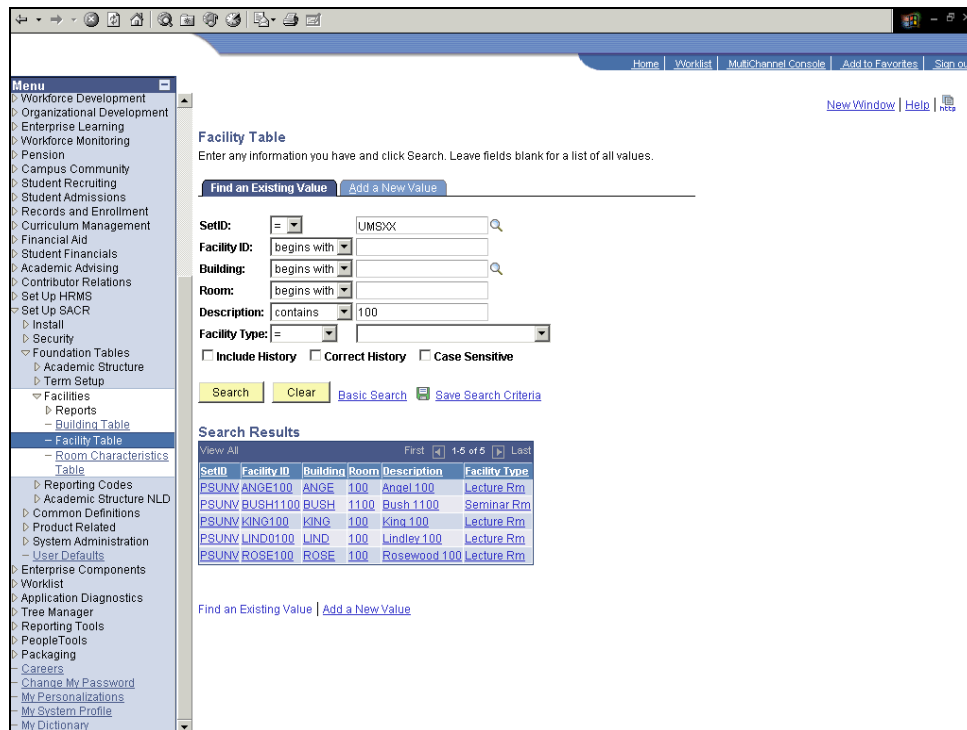 Home | Worklist | MultiChannel Console | Add to Favorites | Sign ou
Menu
Workforce Development
Organizational Development
Enterprise Learning
Workforce Monitoring
Pension
Campus Community
Student Recruiting
Student Admissions
Records and Enrollment
Curriculum Management
Financial Aid
Student Financials
Academic Advising
Contributor Relations
Set Up HRMS
Set Up SACR
Install
Security
Foundation Tables
Academic Structure
Term Setup
Facilities
Reports
– Building Table
– Facility Table
– Room Characteristics
Table
Reporting Codes
Academic Structure NLD
Common Definitions
Product Related
System Administration
– User Defaults
Enterprise Components
Worklist
Application Diagnostics
Tree Manager
Reporting Tools
PeopleTools
Packaging
– Careers
– Change My Password
– My Personalizations
– My System Profile
– My Dictionary
New Window | Help | http
Facility Table
Enter any information you have and click Search. Leave fields blank for a list of all values.
Find an Existing Value Add a New Value
SetID: = UMSXX
Facility ID: begins with
Building: begins with
Room: begins with
Description: contains 100
Facility Type: =
Include History Correct History Case Sensitive
Search Clear Basic Search Save Search Criteria
Search Results
View All First 1-5 of 5 Last
SetID Facility ID Building Room Description Facility Type
PSUNV ANGE100 ANGE 100 Angel 100 Lecture Rm
PSUNV BUSH1100 BUSH 1100 Bush 1100 Seminar Rm
PSUNV KING100 KING 100 King 100 Lecture Rm
PSUNV LIND0100 LIND 100 Lindley 100 Lecture Rm
PSUNV ROSE100 ROSE 100 Rosewood 100 Lecture Rm
Find an Existing Value | Add a New Value